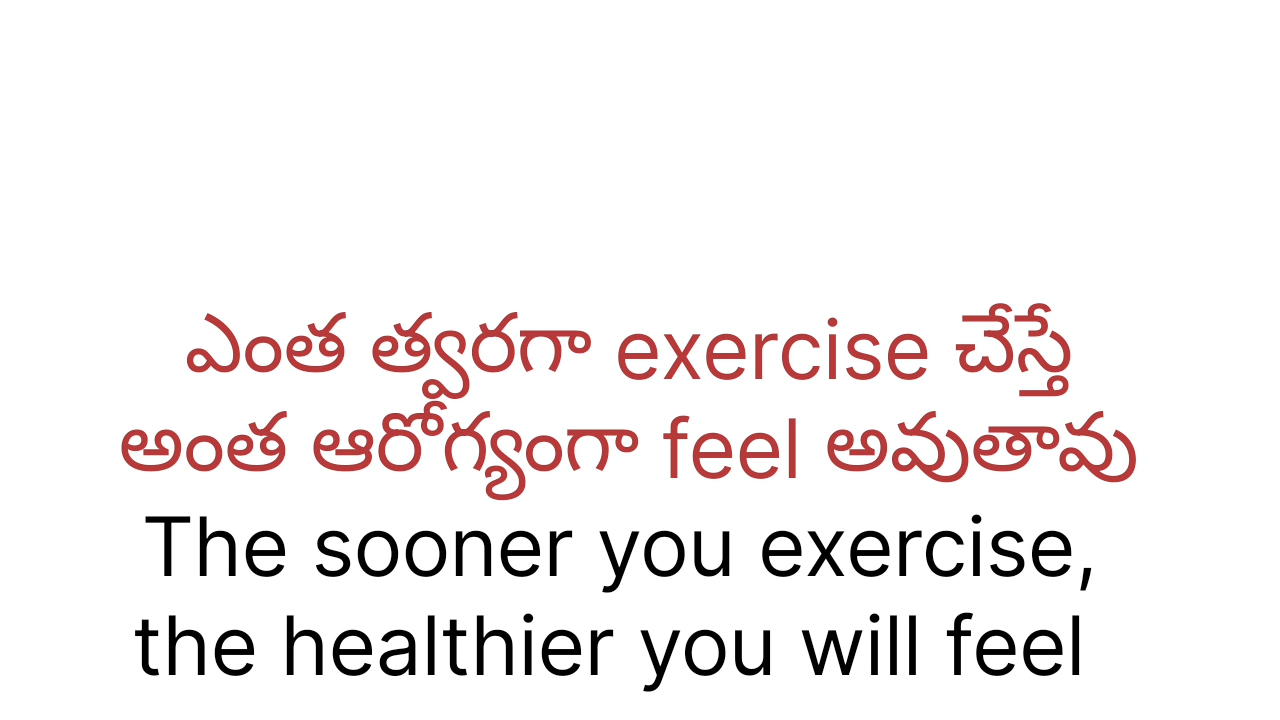 ఎంత త్వరగా exercise చేస్తే
అంత ఆరోగ్యంగా feel అవుతావు
The sooner you exercise,
the healthier you will feel